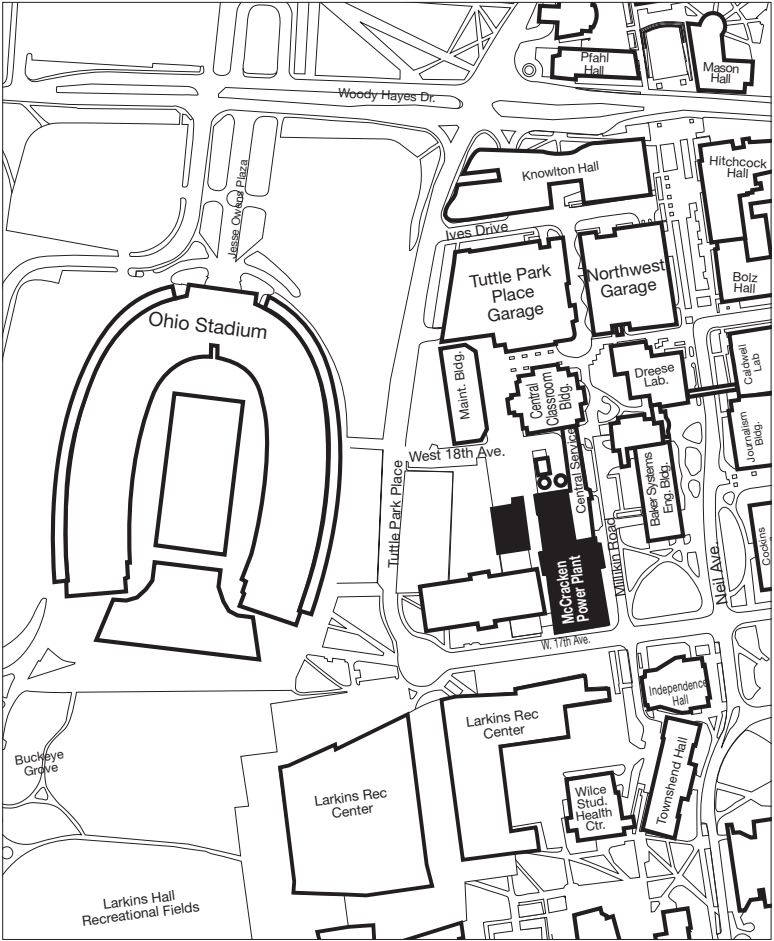 Pfahl
Hall
Mason
Hall
Woody Hayes Dr.
Knowlton Hall
Hitchcock
Hall
Jesse Owens Plaza
Ives Drive
Tuttle Park
Place
Garage
Northwest
Garage
Bolz
Hall
Ohio Stadium
Maint. Bldg.
Central
Classroom
Bldg.
Dreese
Lab.
Caldwell
Lab
Journalism
Bldg.
West 18th Ave.
Tuttle Park Place
Central Service
Baker Systems
Eng. Bldg.
Cockins
Millikin Road
Neil Ave.
McCracken
Power Plant
W. 17th Ave.
Independence
Hall
Larkins Rec
Center
Buckeye
Grove
Larkins Rec
Center
Wilce
Stud.
Health
Ctr.
Townshend Hall
Larkins Hall
Recreational Fields